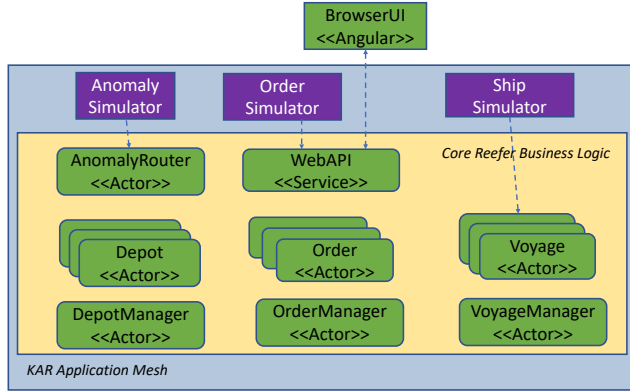 BrowserUI
<<Angular>>
Anomaly
Simulator
Order
Simulator
Ship
Simulator
Core Reefer Business Logic
AnomalyRouter
<<Actor>>
WebAPI
<<Service>>
Depot
<<Actor>>
Order
<<Actor>>
Voyage
<<Actor>>
DepotManager
<<Actor>>
OrderManager
<<Actor>>
VoyageManager
<<Actor>>
KAR Application Mesh